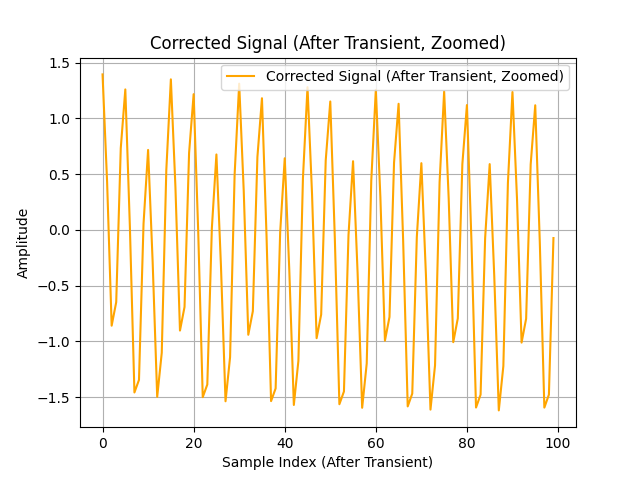 Corrected Signal (After Transient, Zoomed)
Corrected Signal (After Transient, Zoomed)
1.5
1.0
0.5
0.0
−0.5
−1.0
−1.5
Amplitude
0 20 40 60 80 100
Sample Index (After Transient)